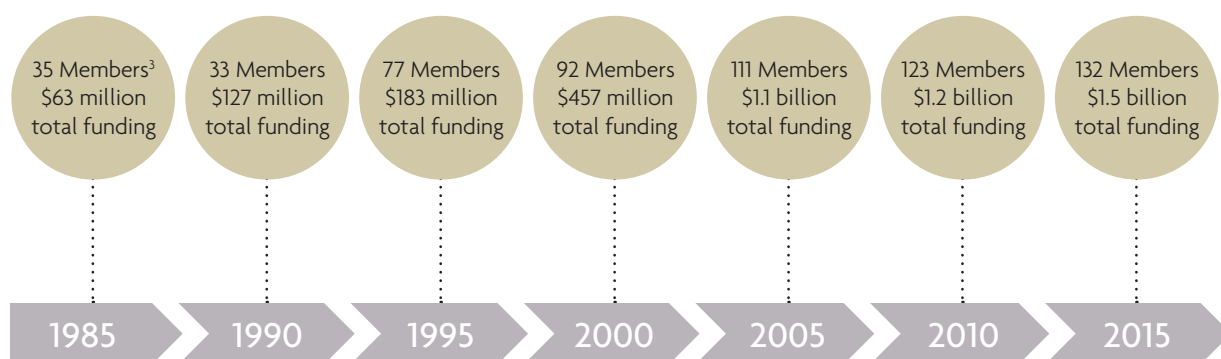 35 Members³
$63 million
total funding
33 Members
$127 million
total funding
77 Members
$183 million
total funding
92 Members
$457 million
total funding
111 Members
$1.1 billion
total funding
123 Members
$1.2 billion
total funding
132 Members
$1.5 billion
total funding
1985
1990
1995
2000
2005
2010
2015